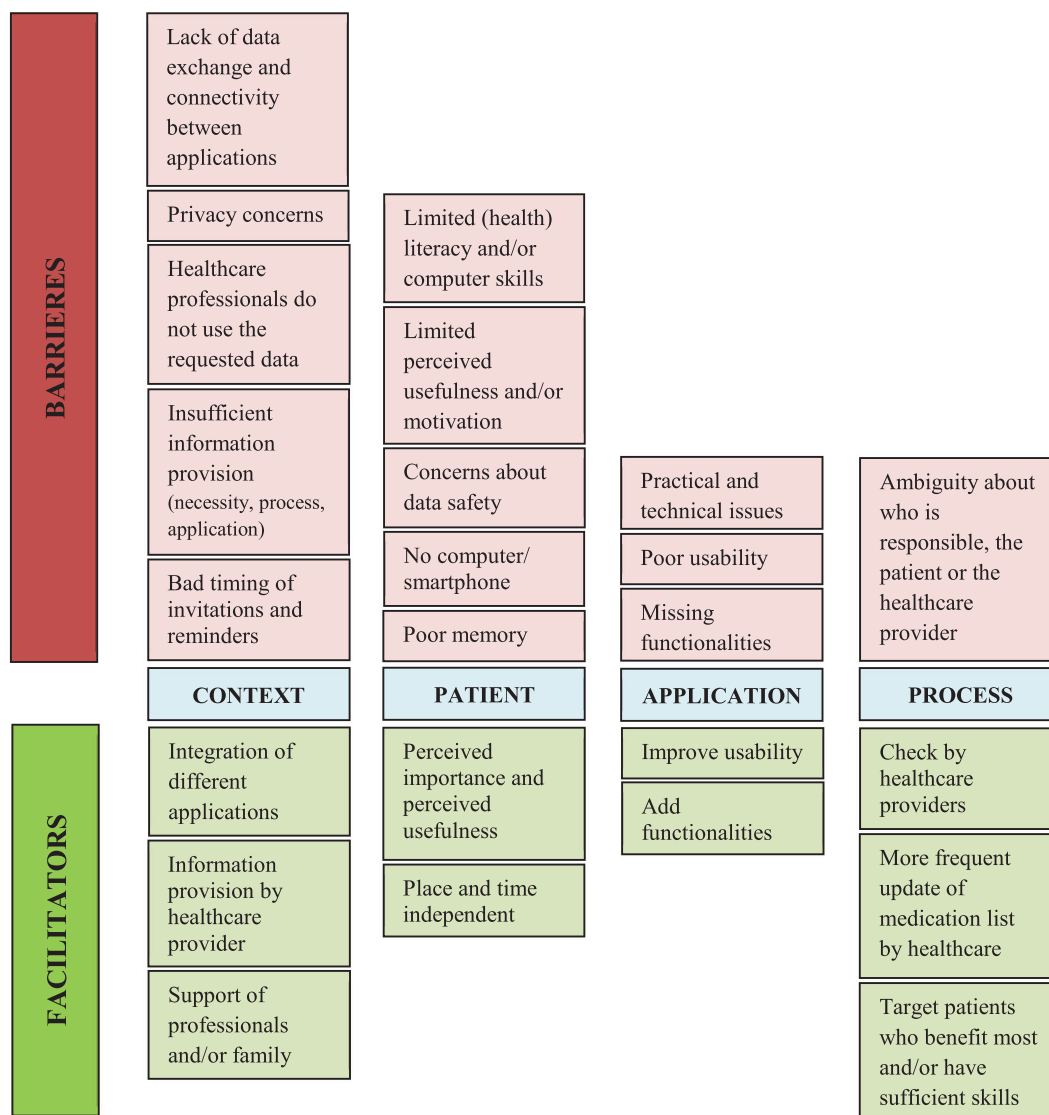 BARRIERES
Lack of data
exchange and
connectivity
between
applications
Privacy concerns
Healthcare
professionals do
not use the
requested data
Insufficient
information
provision
(necessity, process,
application)
Bad timing of
invitations and
reminders
Limited (health)
literacy and/or
computer skills
Limited
perceived
usefulness and/or
motivation
Concerns about
data safety
No computer/
smartphone
Poor memory
Practical and
technical issues
Poor usability
Missing
functionalities
Ambiguity about
who is
responsible, the
patient or the
healthcare
provider
CONTEXT
PATIENT
APPLICATION
PROCESS
FACILITATORS
Integration of
different
applications
Information
provision by
healthcare
provider
Support of
professionals
and/or family
Perceived
importance and
perceived
usefulness
Place and time
independent
Improve usability
Add
functionalities
Check by
healthcare
providers
More frequent
update of
medication list
by healthcare
Target patients
who benefit most
and/or have
sufficient skills